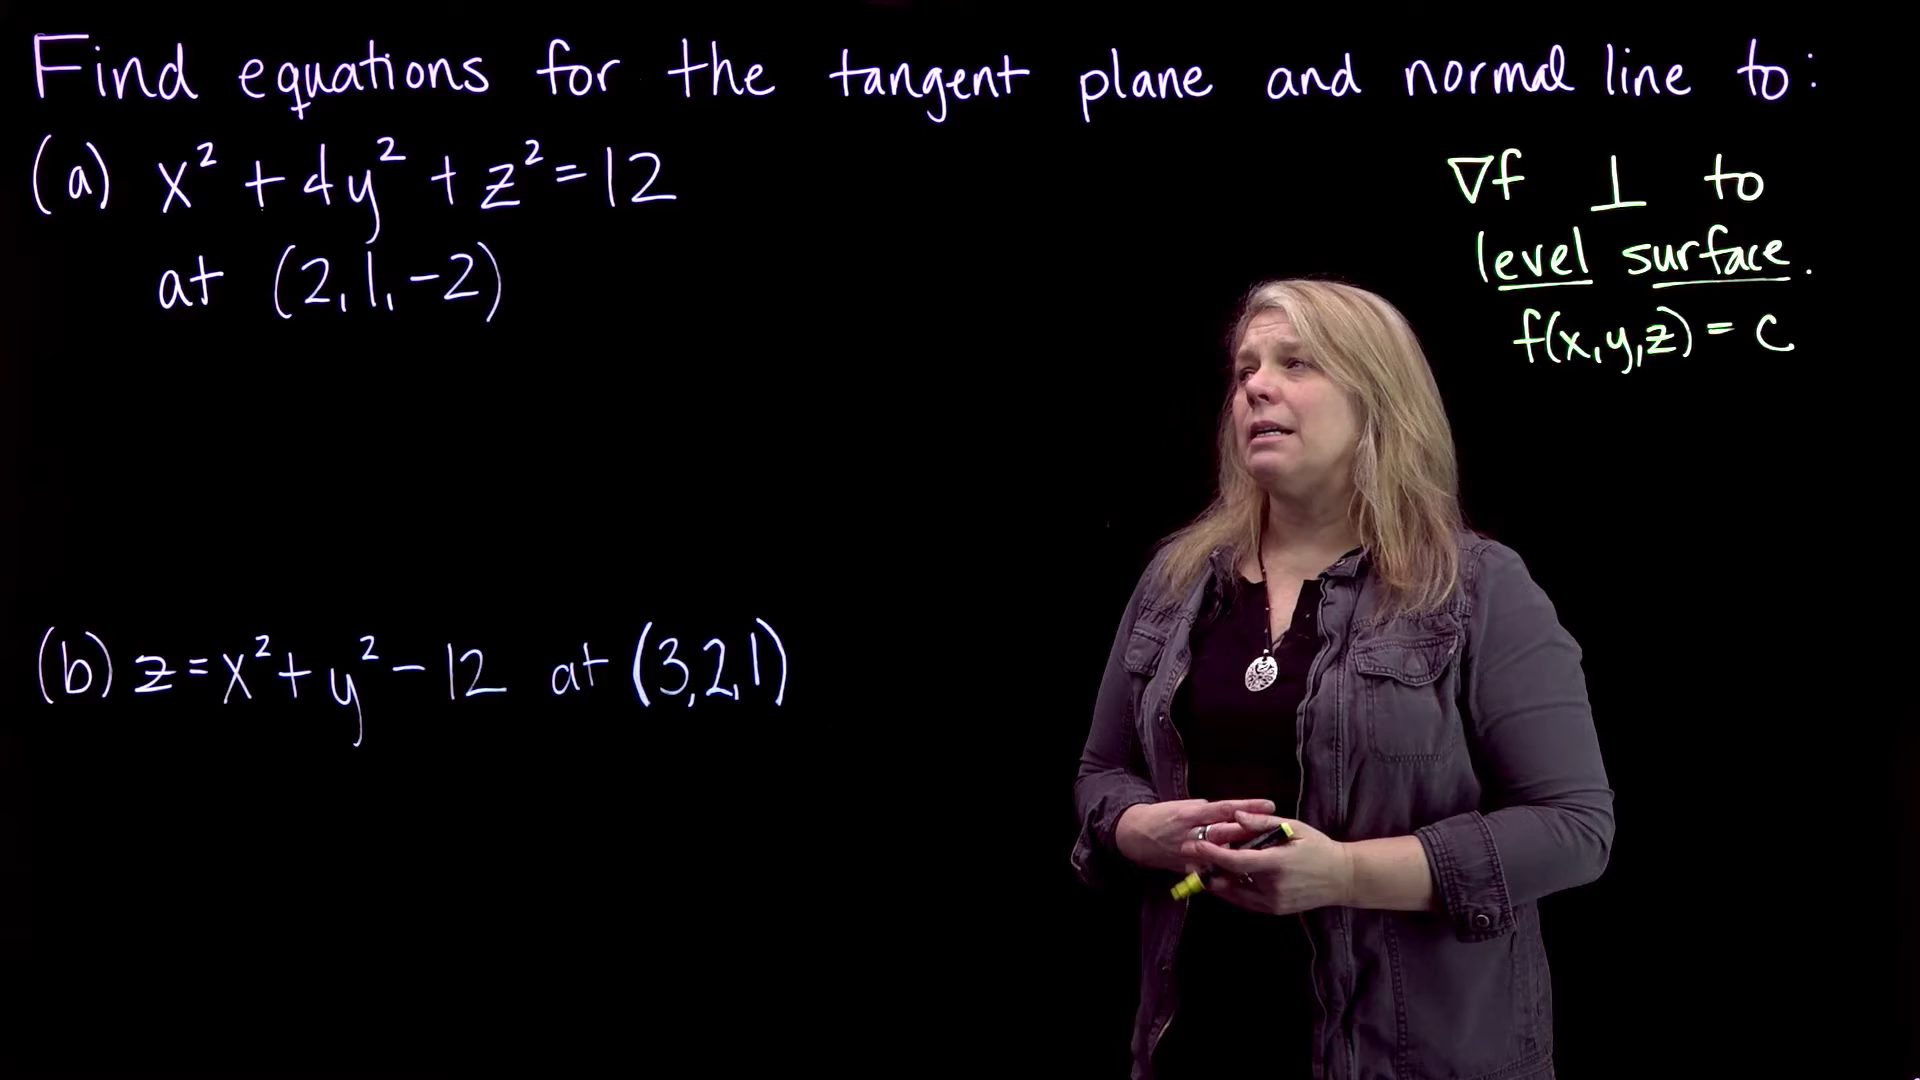 Find equations for the tangent plane and normal line to:
(a) x² + 4y² + z² = 12
at (2, 1, -2)
∇f ⊥ to
level surface.
f(x,y,z) = c
(b) z = x² + y² - 12 at (3,2,1)